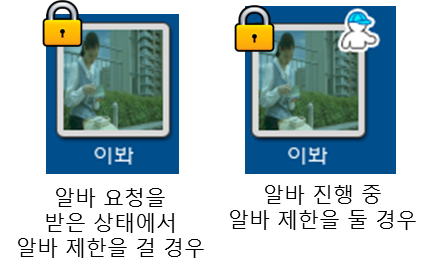 이봐
알바 요청을
받은 상태에서
알바 제한을 걸 경우
이봐
알바 진행 중
알바 제한을 둘 경우